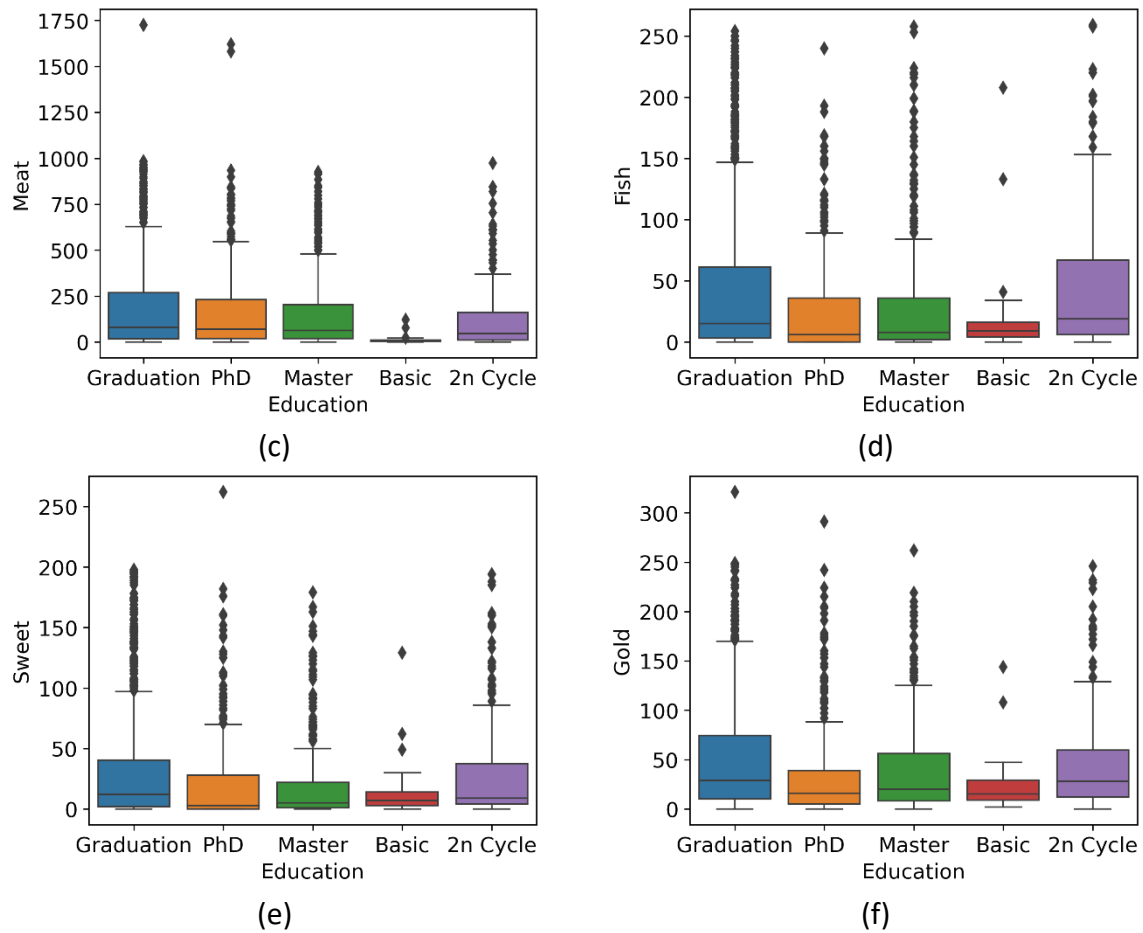 1750
1500
1250
1000
750
500
250
0
Meat
Graduation PhD Master Basic 2n Cycle
Education
(c)
250
200
150
100
50
0
Fish
Graduation PhD Master Basic 2n Cycle
Education
(d)
250
200
150
100
50
0
Sweet
Graduation PhD Master Basic 2n Cycle
Education
(e)
300
250
200
150
100
50
0
Gold
Graduation PhD Master Basic 2n Cycle
Education
(f)